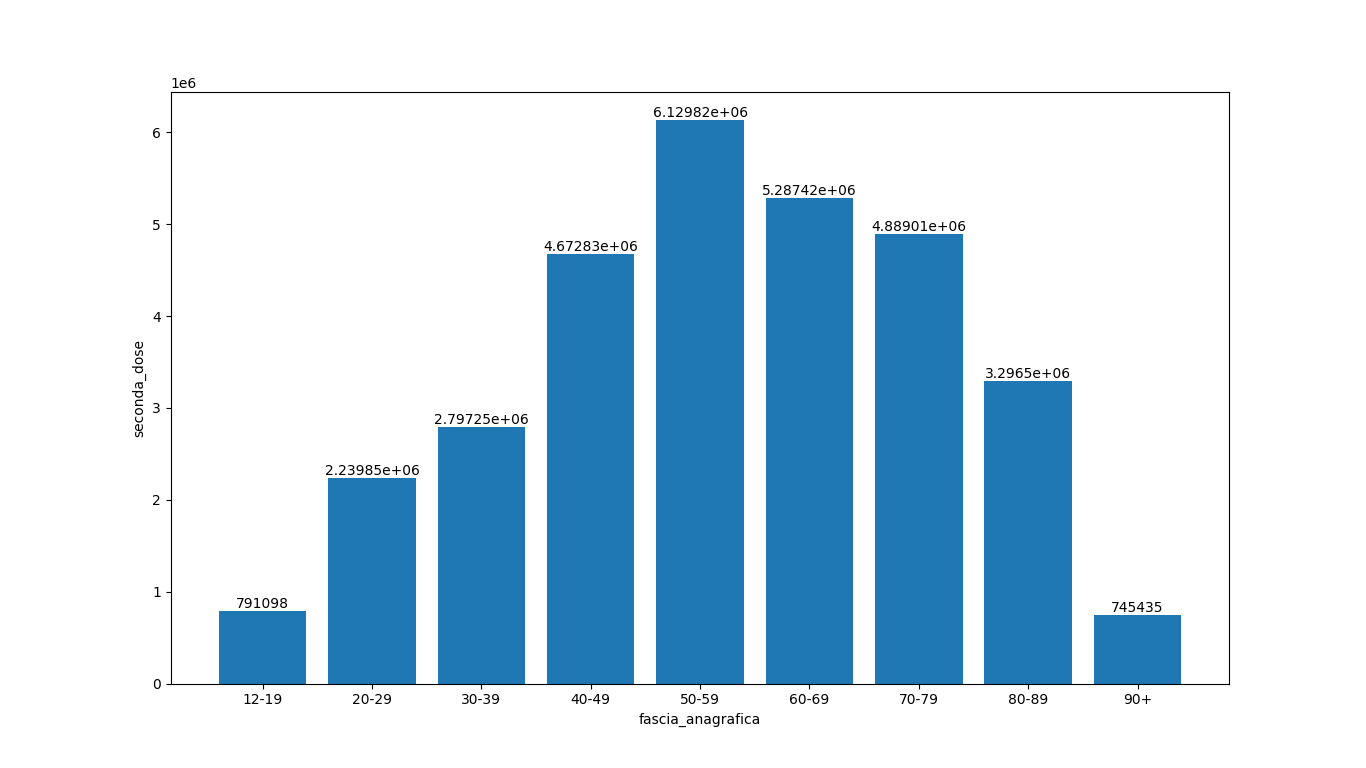 1e6
6
5
4
3
2
1
0
seconda_dose
791098
2.23985e+06
2.79725e+06
4.67283e+06
6.12982e+06
5.28742e+06
4.88901e+06
3.2965e+06
745435
12-19 20-29 30-39 40-49 50-59 60-69 70-79 80-89 90+
fascia_anagrafica